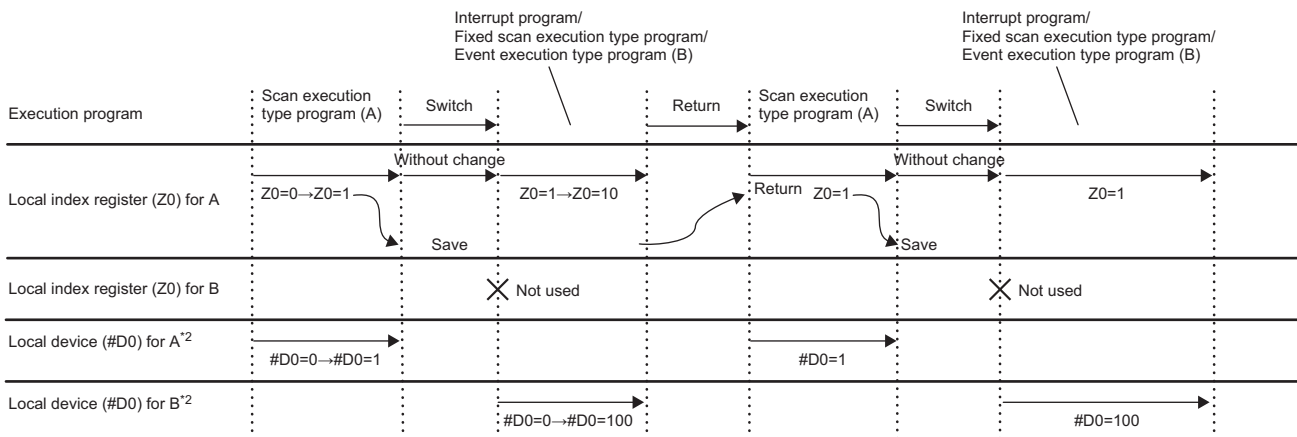 Interrupt program/
Fixed scan execution type program/
Event execution type program (B)
Interrupt program/
Fixed scan execution type program/
Event execution type program (B)
Execution program
Scan execution
type program (A)
Switch
Return
Scan execution
type program (A)
Switch
Local index register (Z0) for A
Without change
Z0=0→Z0=1
Z0=1→Z0=10
Save
Return
Z0=1
Without change
Z0=1
Save
Local index register (Z0) for B
Not used
Not used
Local device (#D0) for A*2
#D0=0→#D0=1
#D0=1
Local device (#D0) for B*2
#D0=0→#D0=100
#D0=100